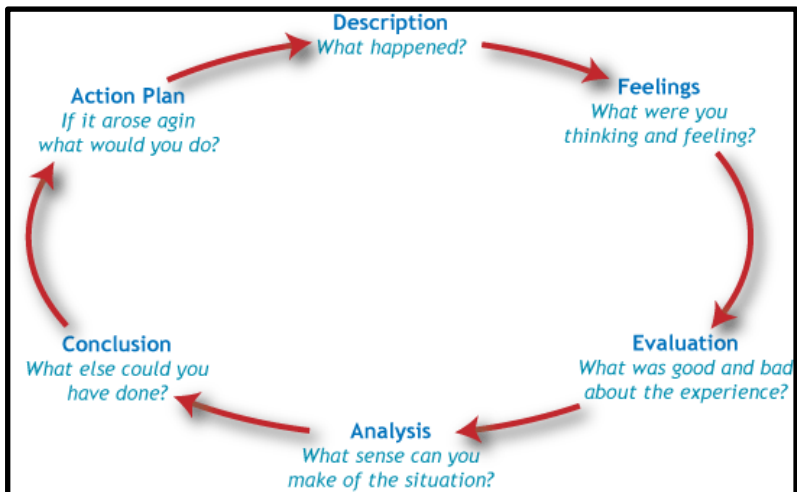 Description
What happened?
Feelings
What were you
thinking and feeling?
Evaluation
What was good and bad
about the experience?
Analysis
What sense can you
make of the situation?
Conclusion
What else could you
have done?
Action Plan
If it arose agin
what would you do?